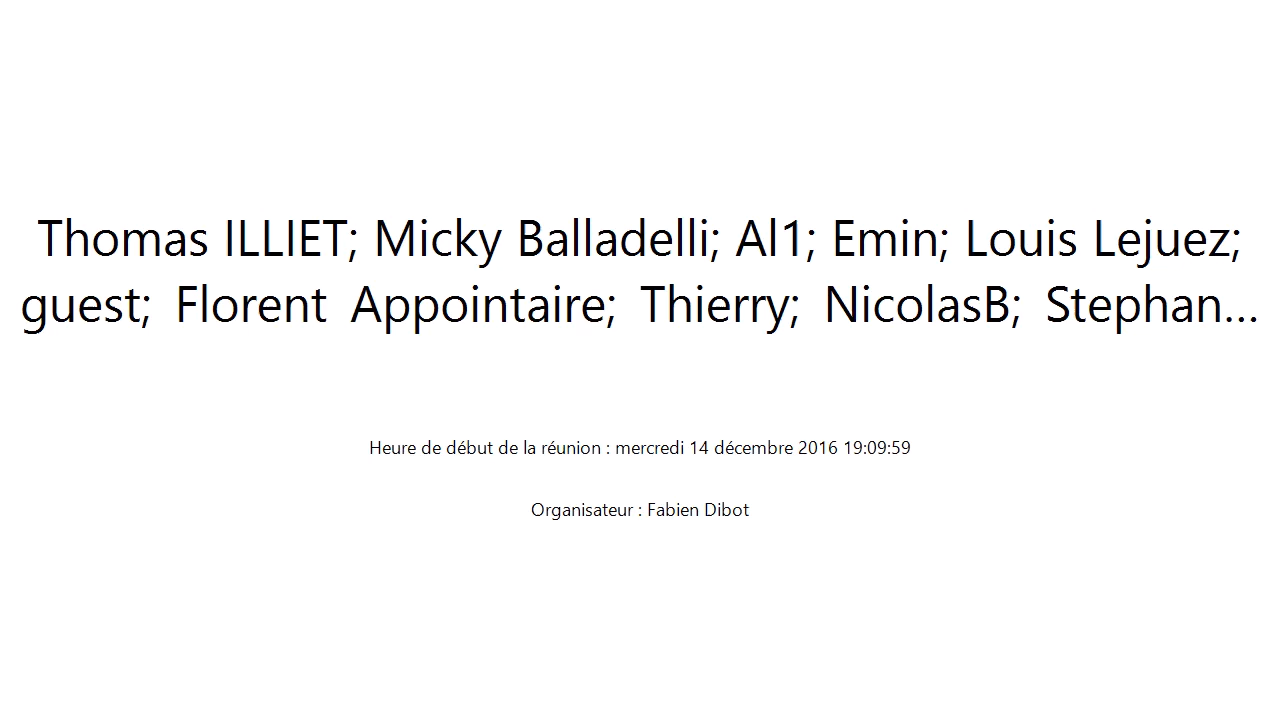 Thomas ILLIET; Micky Balladelli; Al1; Emin; Louis Lejuez;
guest; Florent Appointaire; Thierry; NicolasB; Stephan...
Heure de début de la réunion : mercredi 14 décembre 2016 19:09:59
Organisateur : Fabien Dibot